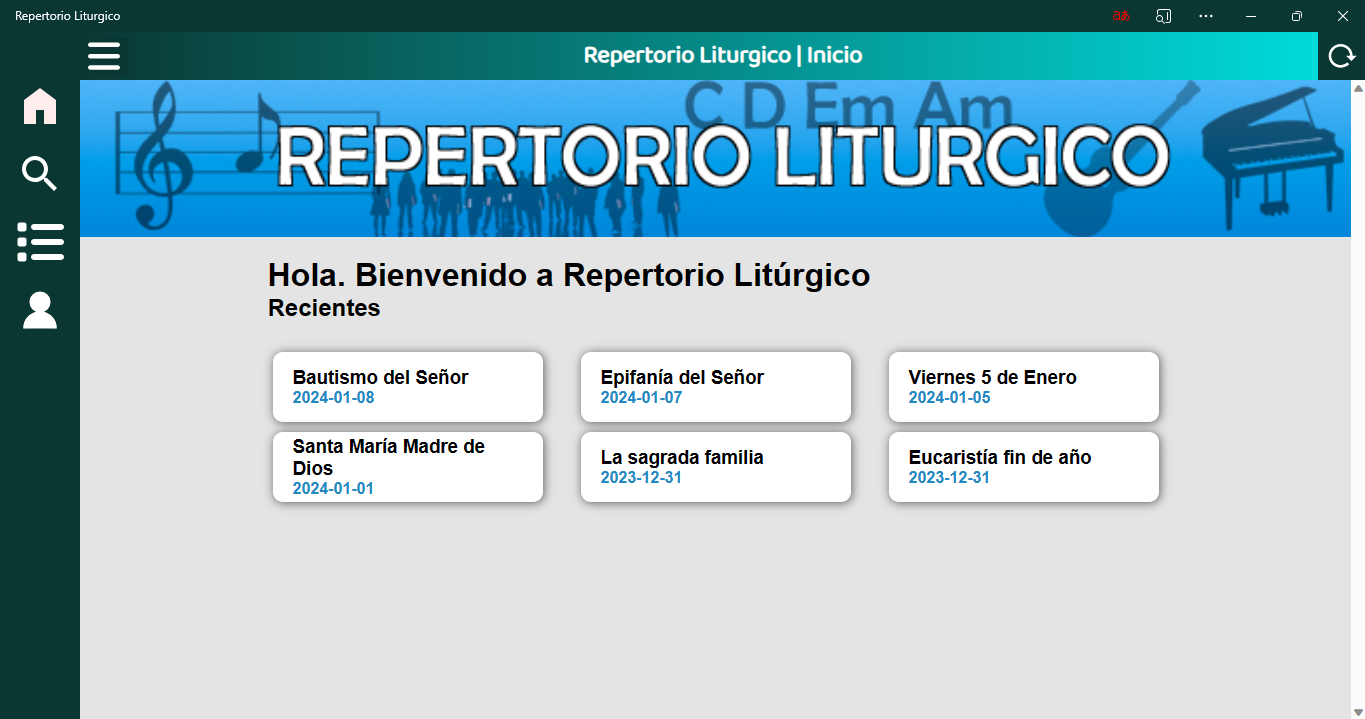 Repertorio Liturgico
Repertorio Liturgico | Inicio
C D Em Am
REPERTORIO LITURGICO
Hola. Bienvenido a Repertorio Litúrgico
Recientes
Bautismo del Señor
2024-01-08
Epifanía del Señor
2024-01-07
Viernes 5 de Enero
2024-01-05
Santa María Madre de
Dios
2024-01-01
La sagrada familia
2023-12-31
Eucaristía fin de año
2023-12-31